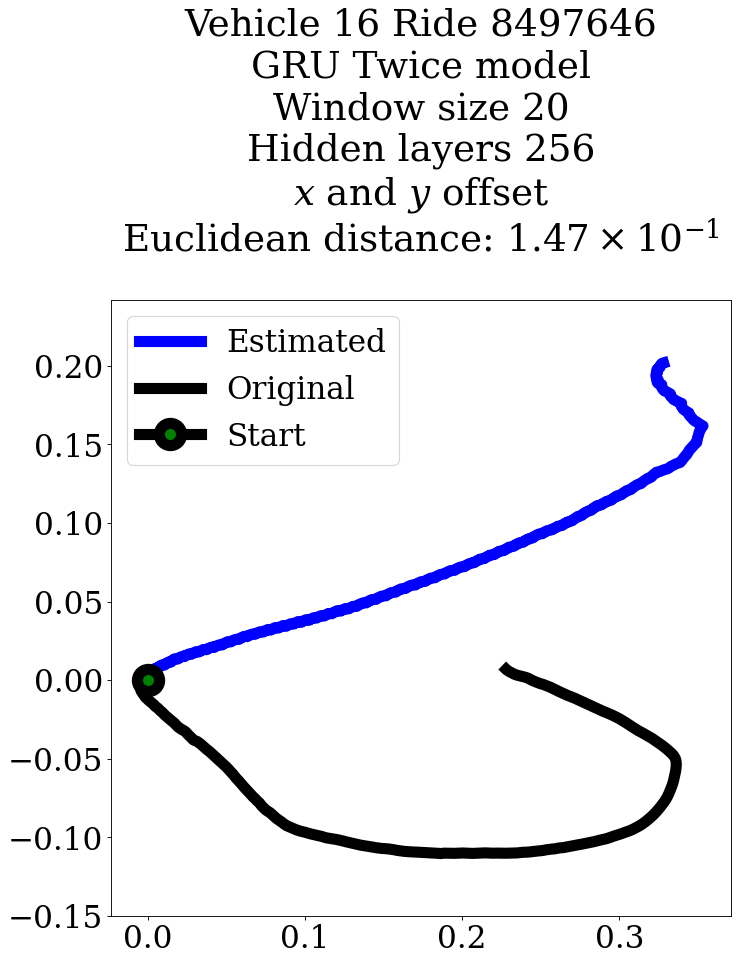 Vehicle 16 Ride 8497646
GRU Twice model
Window size 20
Hidden layers 256
x and y offset
Euclidean distance: 1.47 × 10⁻¹
Estimated
Original
Start
0.20
0.15
0.10
0.05
0.00
−0.05
−0.10
−0.15
0.0 0.1 0.2 0.3